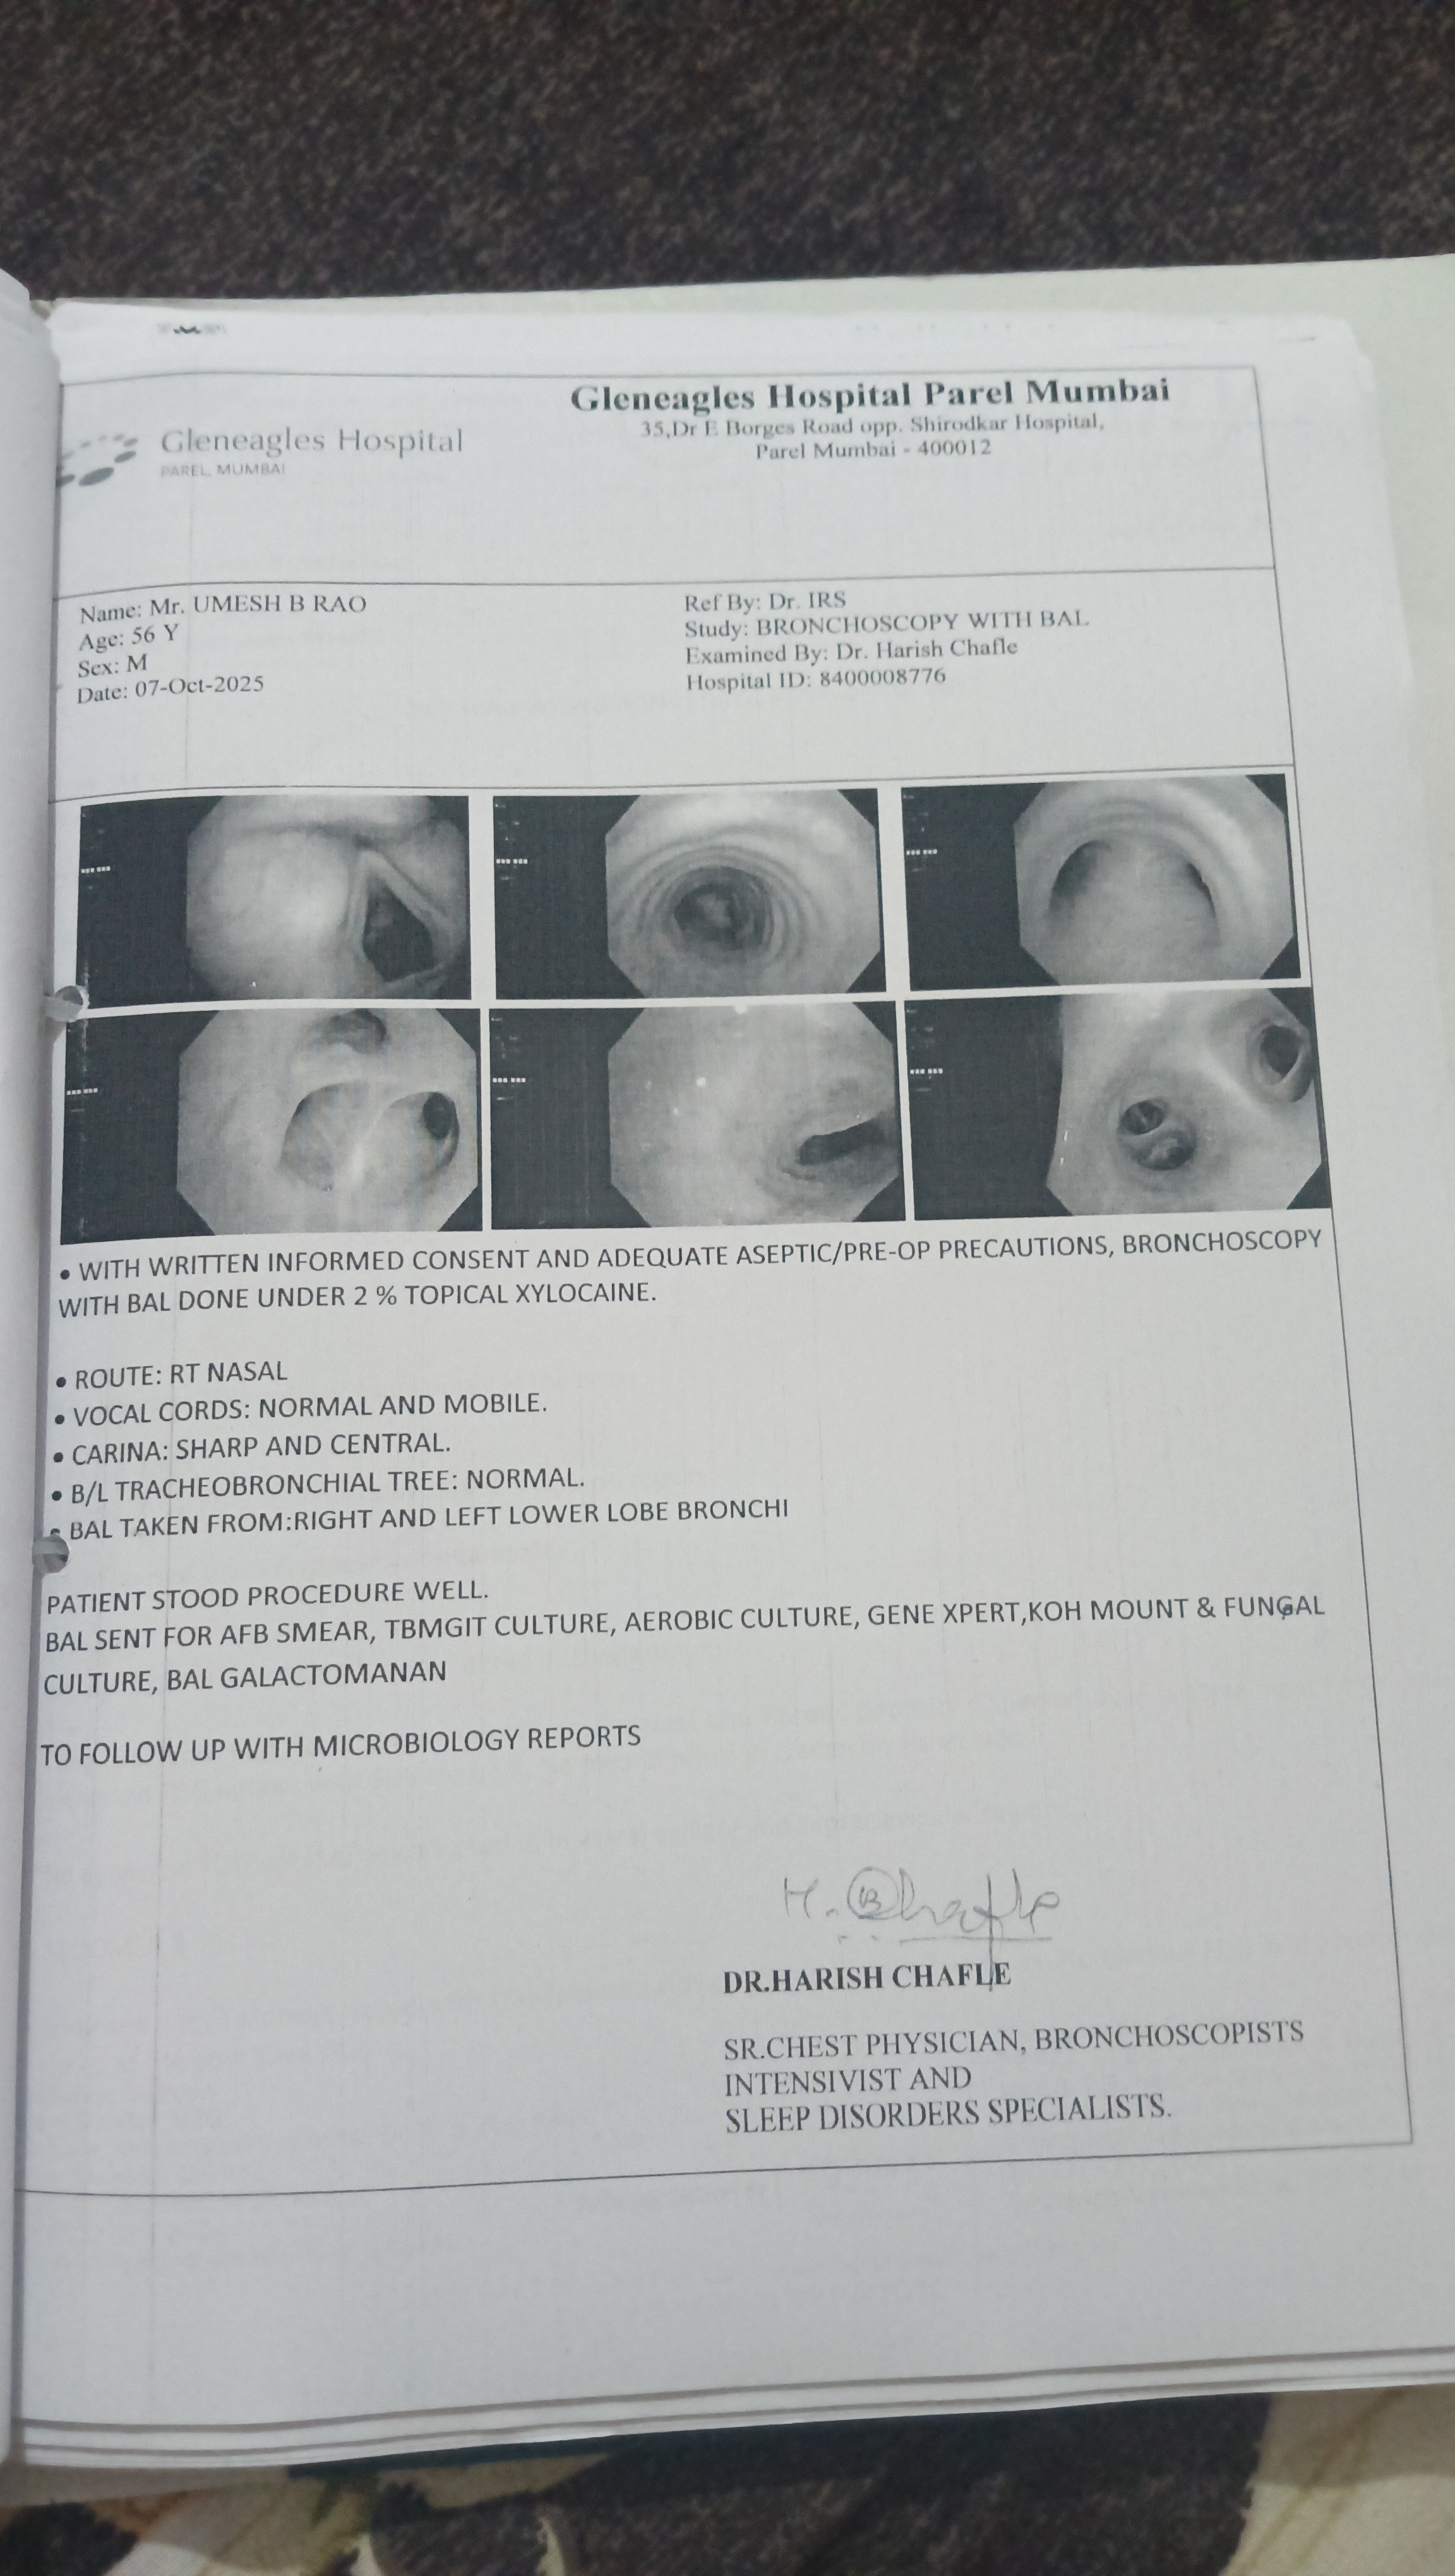 Gleneagles Hospital Parel Mumbai
35,Dr E Borges Road opp. Shirodkar Hospital,
Parel Mumbai - 400012
Gleneagles Hospital
PAREL, MUMBAI
Name: Mr. UMESH B RAO
Age: 56 Y
Sex: M
Date: 07-Oct-2025
Ref By: Dr. IRS
Study: BRONCHOSCOPY WITH BAL
Examined By: Dr. Harish Chafle
Hospital ID: 8400008776
• WITH WRITTEN INFORMED CONSENT AND ADEQUATE ASEPTIC/PRE-OP PRECAUTIONS, BRONCHOSCOPY
WITH BAL DONE UNDER 2 % TOPICAL XYLOCAINE.
• ROUTE: RT NASAL
• VOCAL CORDS: NORMAL AND MOBILE.
• CARINA: SHARP AND CENTRAL.
• B/L TRACHEOBRONCHIAL TREE: NORMAL.
• BAL TAKEN FROM:RIGHT AND LEFT LOWER LOBE BRONCHI
PATIENT STOOD PROCEDURE WELL.
BAL SENT FOR AFB SMEAR, TBMGIT CULTURE, AEROBIC CULTURE, GENE XPERT,KOH MOUNT & FUNGAL
CULTURE, BAL GALACTOMANAN
TO FOLLOW UP WITH MICROBIOLOGY REPORTS
H. Chafle
DR.HARISH CHAFLE
SR.CHEST PHYSICIAN, BRONCHOSCOPISTS
INTENSIVIST AND
SLEEP DISORDERS SPECIALISTS.